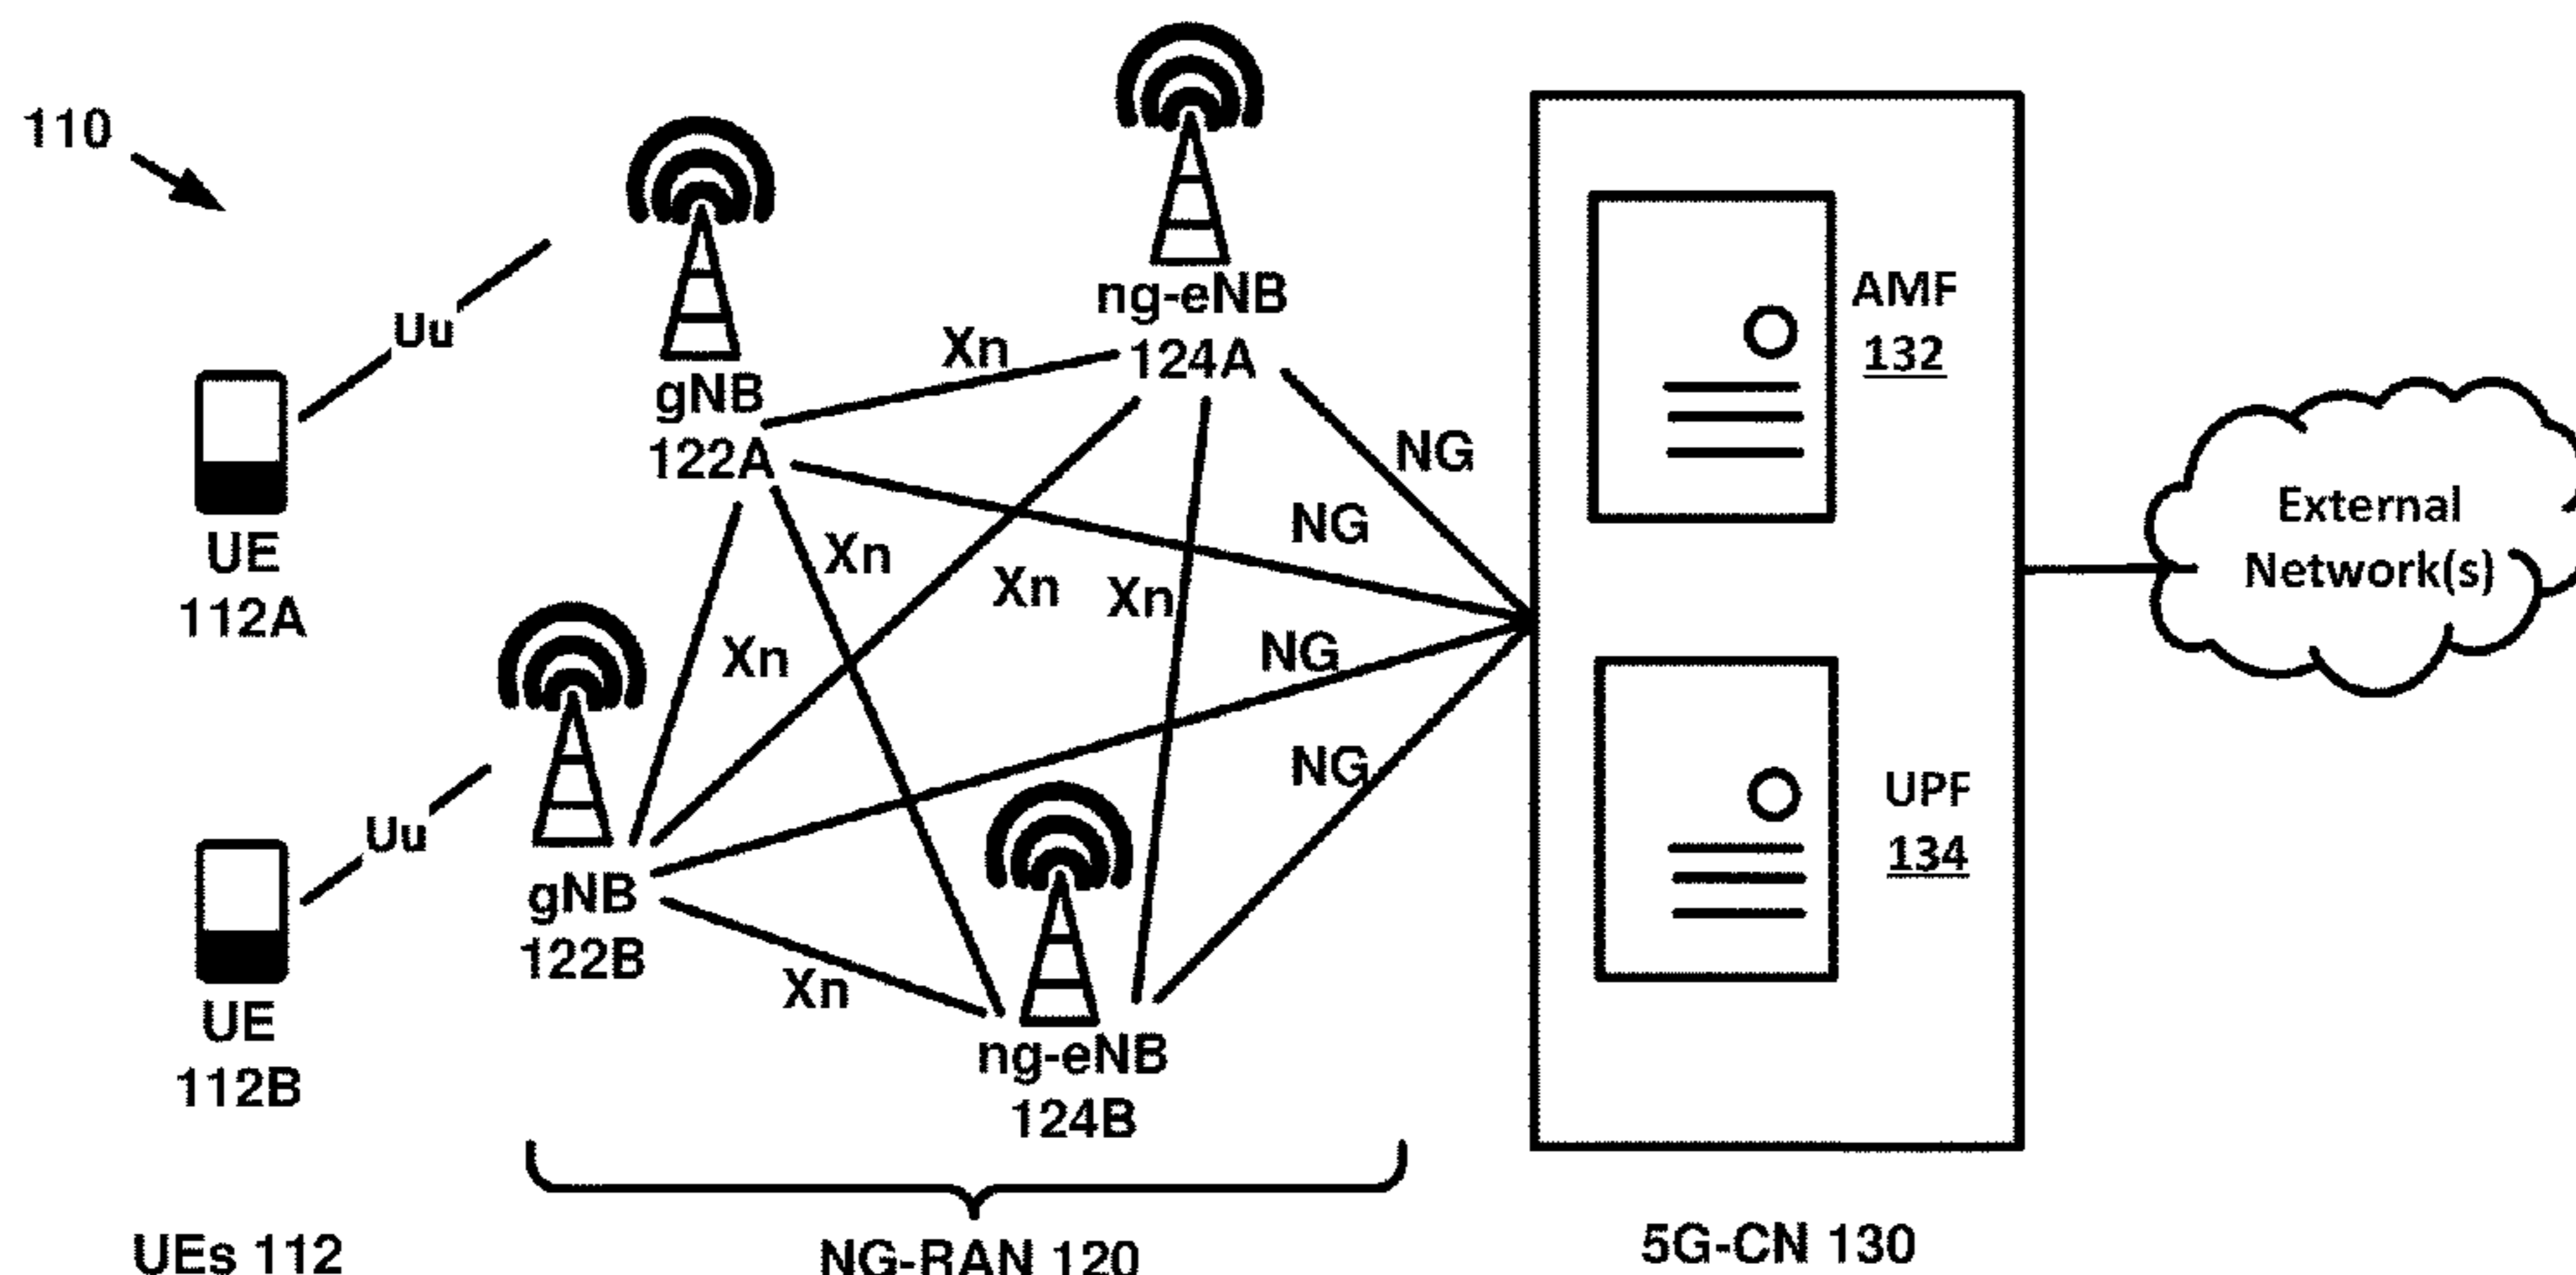 110
Uu
UE
112A
gNB
122A
ng-eNB
124A
Xn
Xn
Xn
Xn
Xn
Xn
NG
NG
NG
NG
Uu
UE
112B
gNB
122B
ng-eNB
124B
AMF
132
UPF
134
External
Network(s)
UEs 112
NG-RAN 120
5G-CN 130